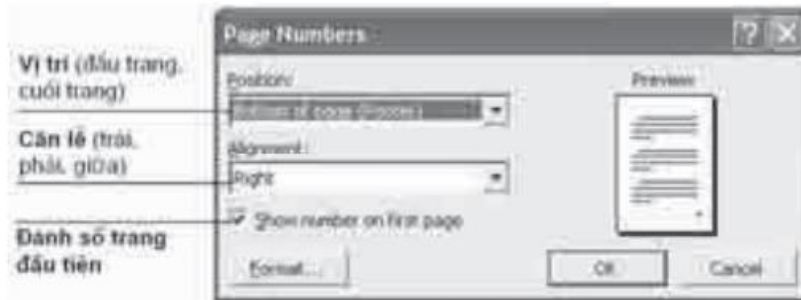 Page Numbers
Vị trí (đầu trang,
cuối trang)
Position:
Preview
Bottom of page (Footer)
Căn lề (trái,
phải, giữa)
Alignment:
Right
Show number on first page
Đánh số trang
đầu tiên
Format...
OK
Cancel